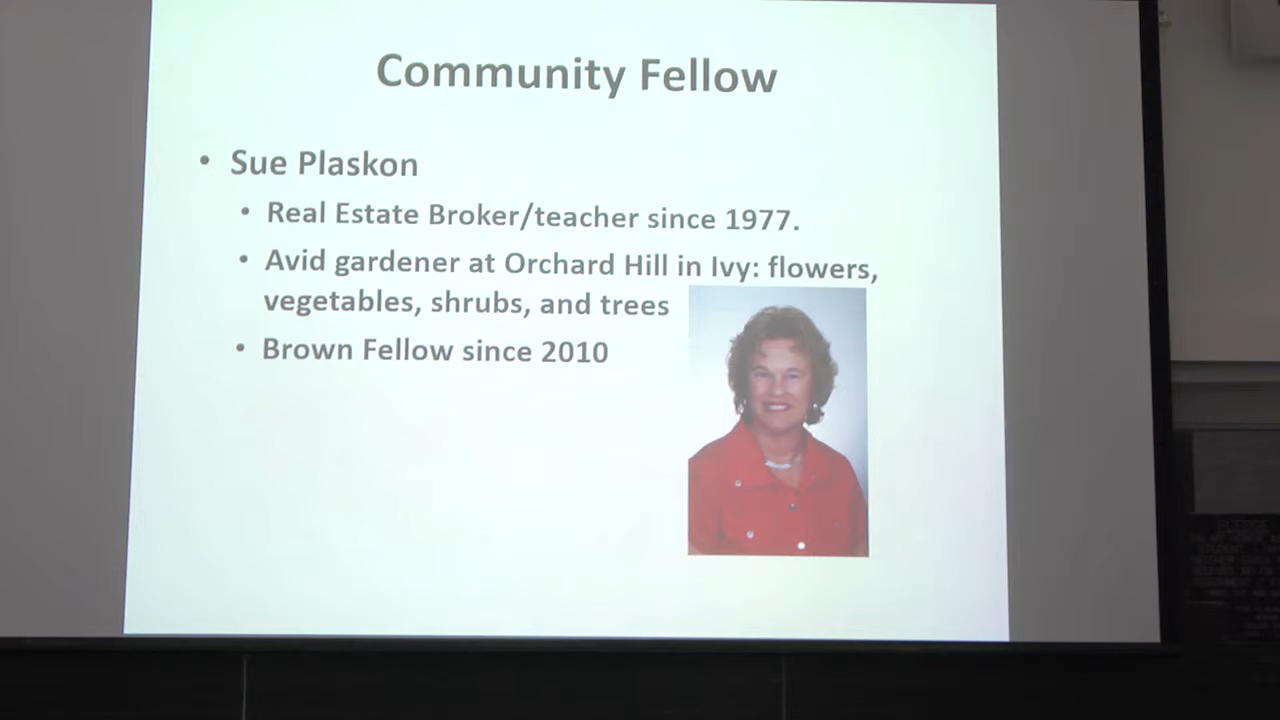 Community Fellow
• Sue Plaskon
• Real Estate Broker/teacher since 1977.
• Avid gardener at Orchard Hill in Ivy: flowers,
vegetables, shrubs, and trees
• Brown Fellow since 2010
PLEDGE